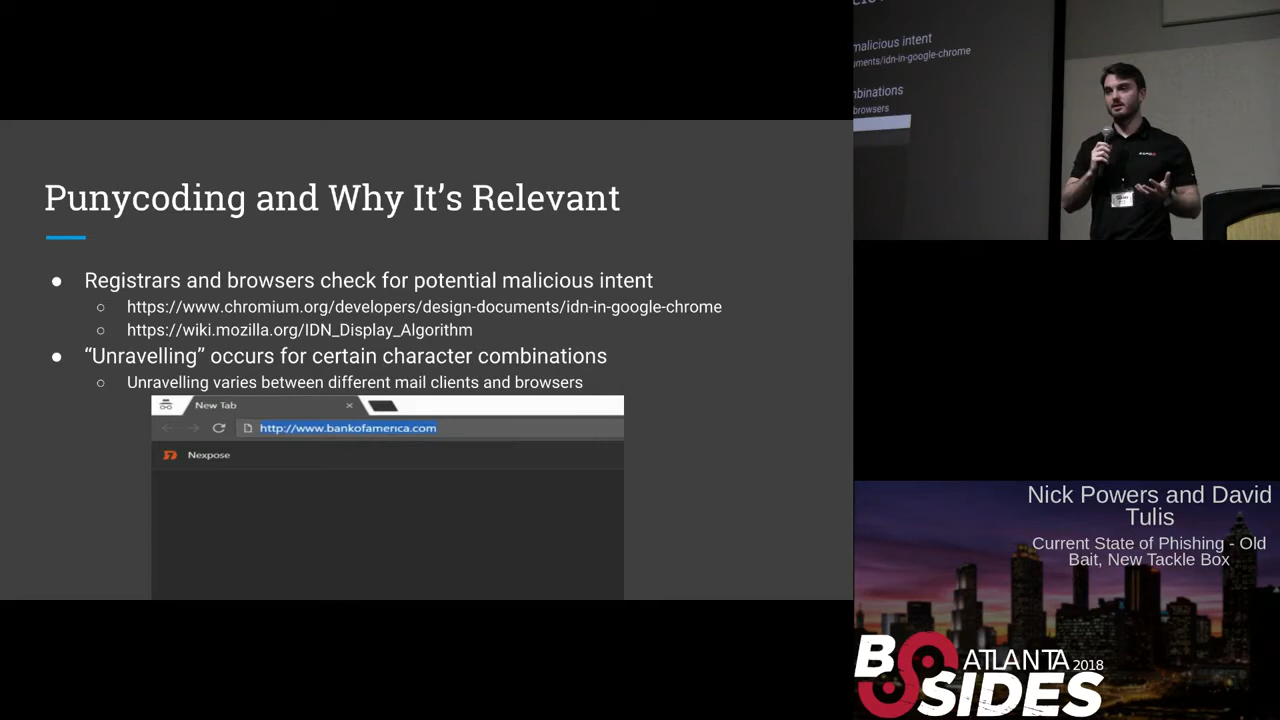 Punycoding and Why It’s Relevant
● Registrars and browsers check for potential malicious intent
○ https://www.chromium.org/developers/design-documents/idn-in-google-chrome
○ https://wiki.mozilla.org/IDN_Display_Algorithm
● “Unravelling” occurs for certain character combinations
○ Unravelling varies between different mail clients and browsers
New Tab
http://www.bankofamerıca.com
Nexpose
malicious intent
uments/idn-in-google-chrome
mbinations
browsers
Nick Powers and David
Tulis
Current State of Phishing - Old
Bait, New Tackle Box
BSIDES
ATLANTA 2018